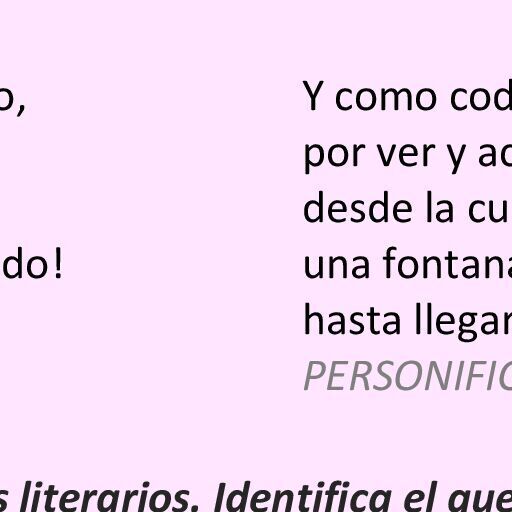 o,
do!
Y como cod
por ver y ac
desde la cu
una fontana
hasta llegar
PERSONIFIC
s literarios. Identifica el que